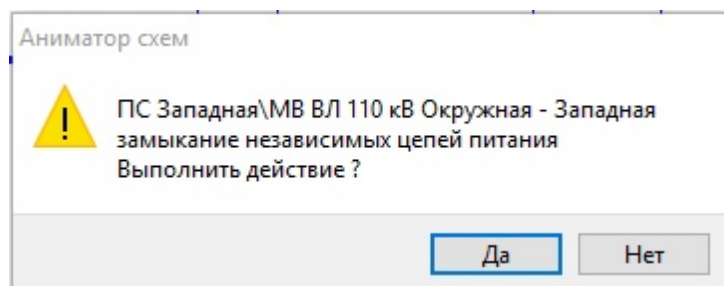 Аниматор схем
ПС Западная\МВ ВЛ 110 кВ Окружная - Западная
замыкание независимых цепей питания
Выполнить действие ?
Да Нет